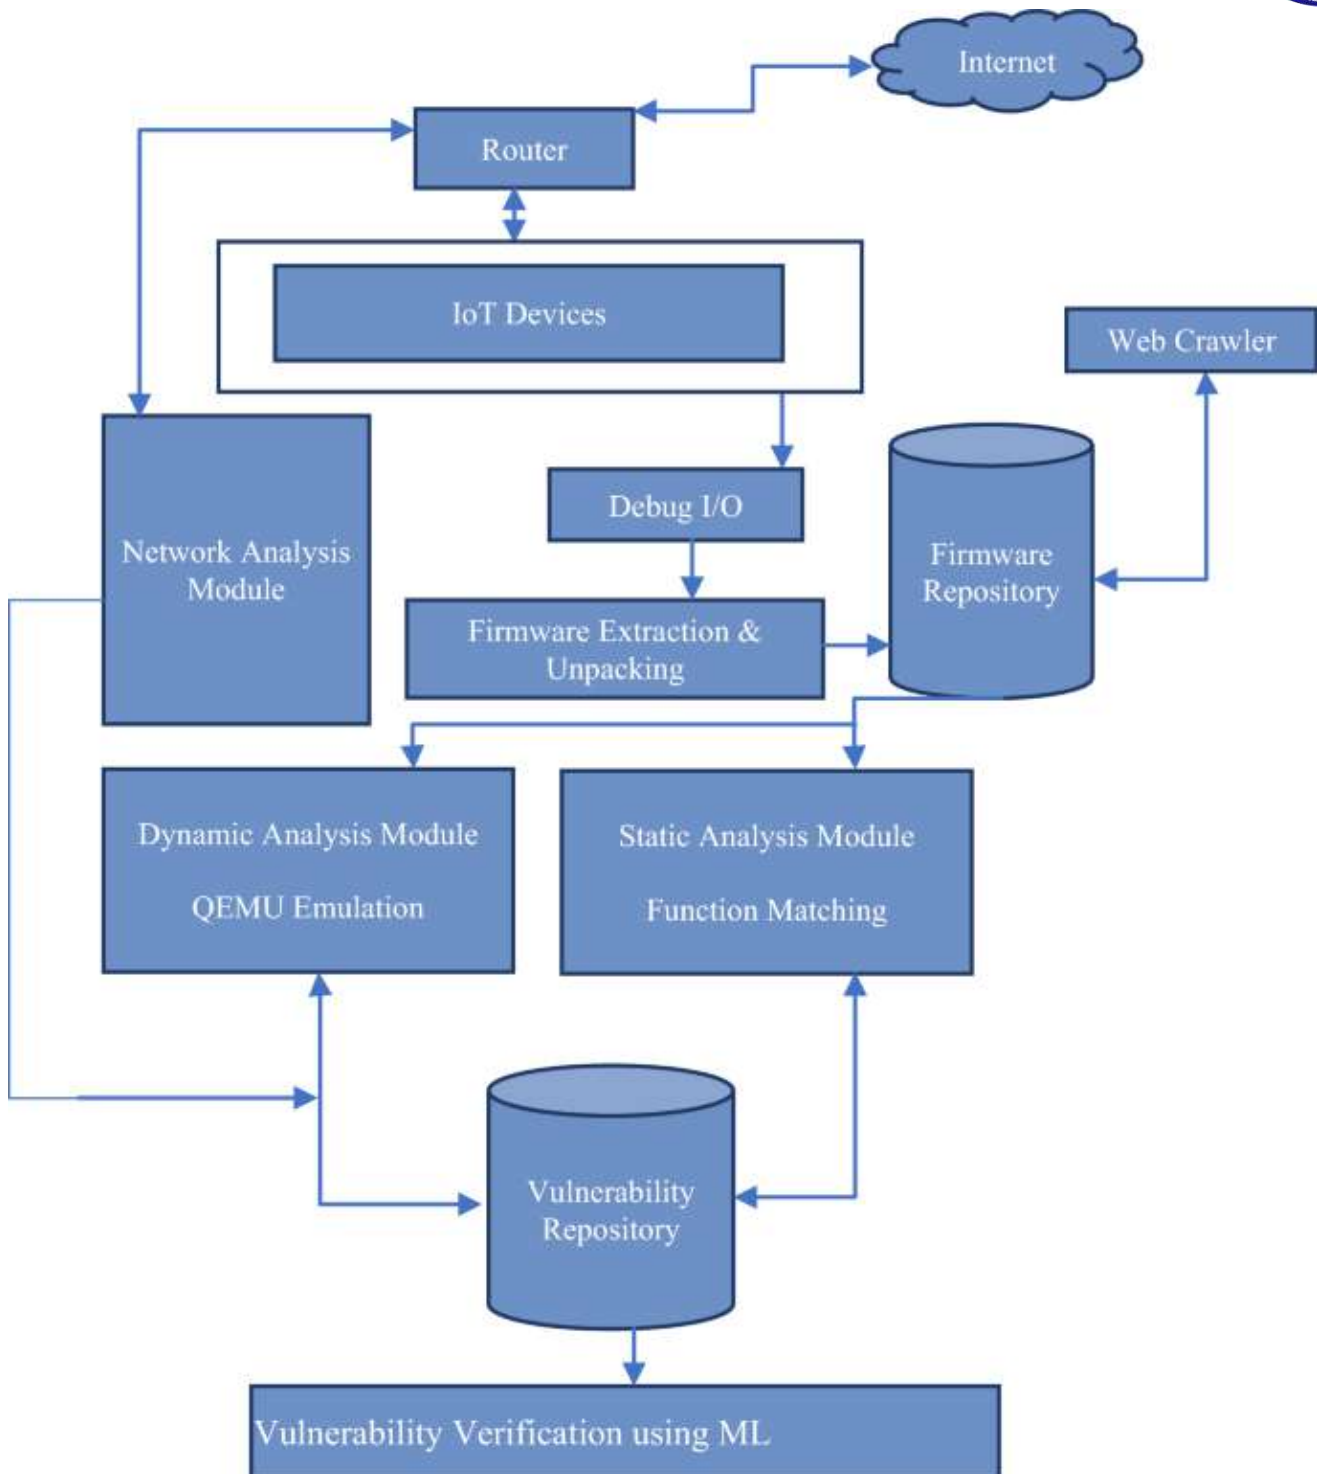 Internet
Router
IoT Devices
Web Crawler
Debug I/O
Network Analysis
Module
Firmware
Repository
Firmware Extraction &
Unpacking
Dynamic Analysis Module
QEMU Emulation
Static Analysis Module
Function Matching
Vulnerability
Repository
Vulnerability Verification using ML